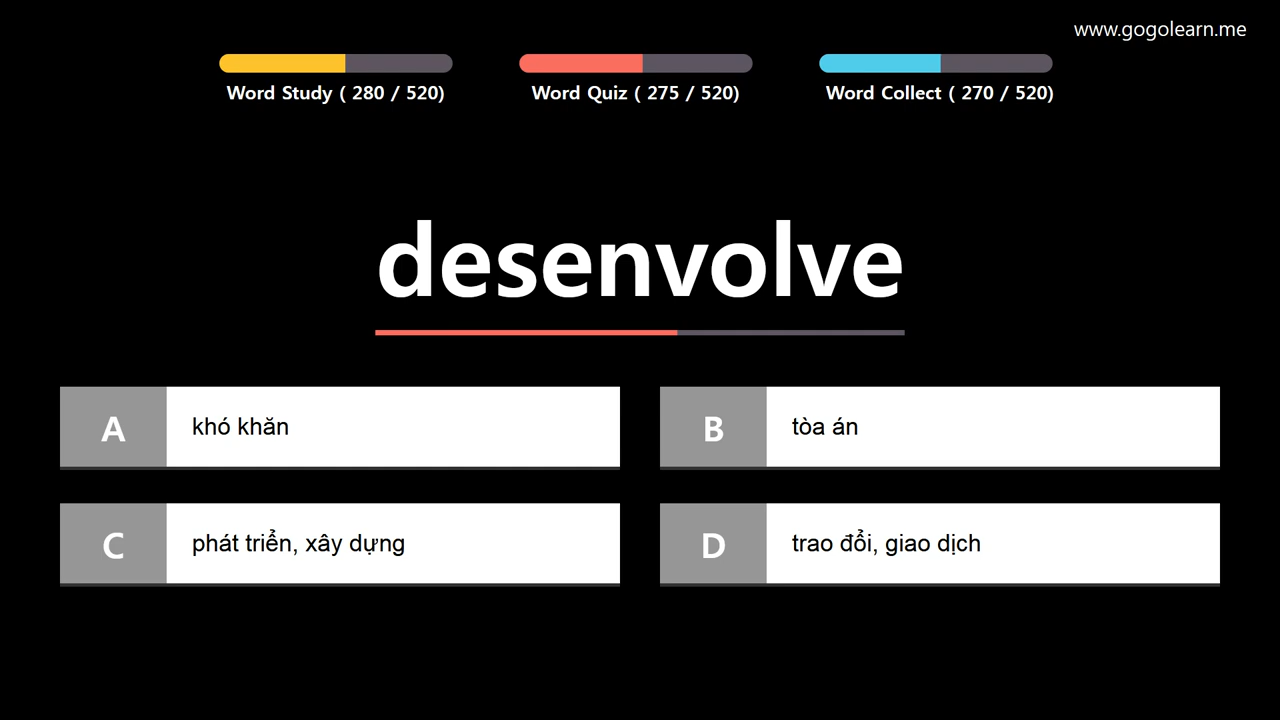 www.gogolearn.me
Word Study ( 280 / 520)
Word Quiz ( 275 / 520)
Word Collect ( 270 / 520)
desenvolve
A
khó khăn
B
tòa án
C
phát triển, xây dựng
D
trao đổi, giao dịch